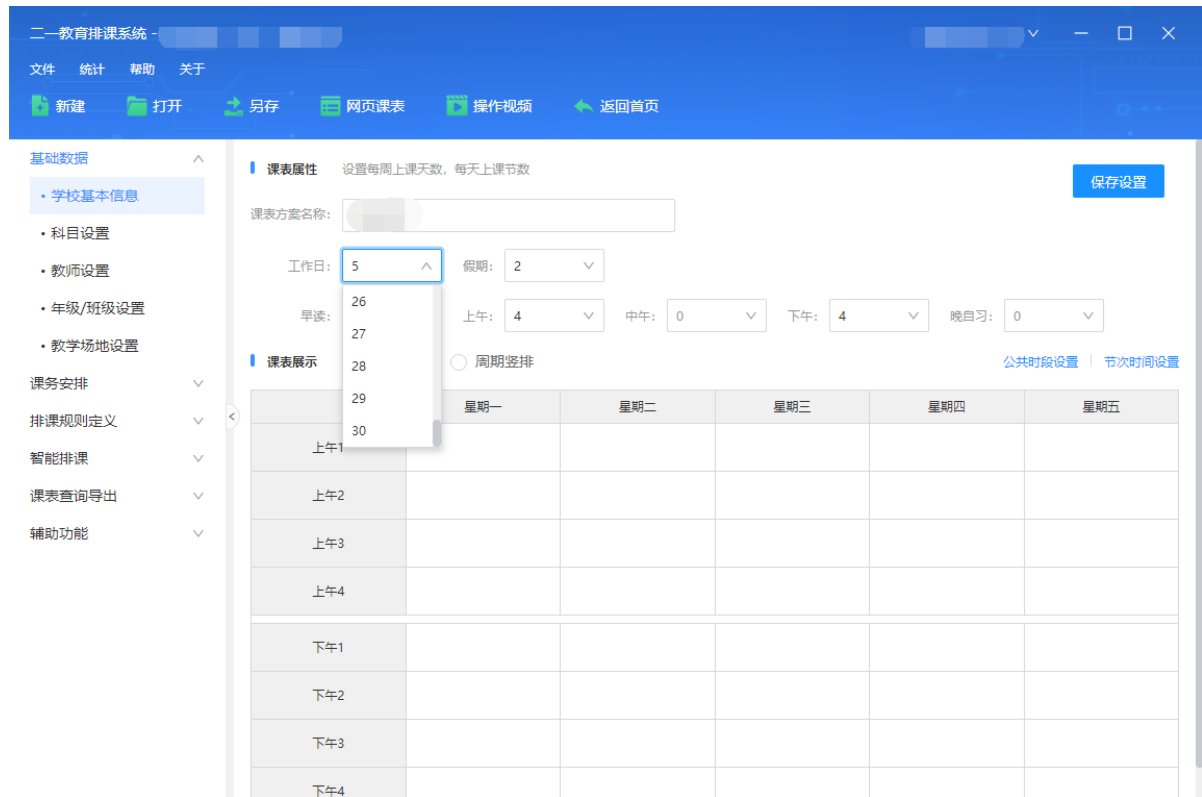 二一教育排课系统 -
文件 统计 帮助 关于
新建 打开 另存 网页课表 操作视频 返回首页
基础数据
• 学校基本信息
• 科目设置
• 教师设置
• 年级/班级设置
• 教学场地设置
课务安排
排课规则定义
智能排课
课表查询导出
辅助功能
课表属性 设置每周上课天数，每天上课节数
保存设置
课表方案名称：
工作日： 5 假期： 2
早读： 上午： 4 中午： 0 下午： 4 晚自习： 0
26
27
28
29
30
课表展示 周期竖排 公共时段设置 节次时间设置
星期一 星期二 星期三 星期四 星期五
上午1
上午2
上午3
上午4
下午1
下午2
下午3
下午4